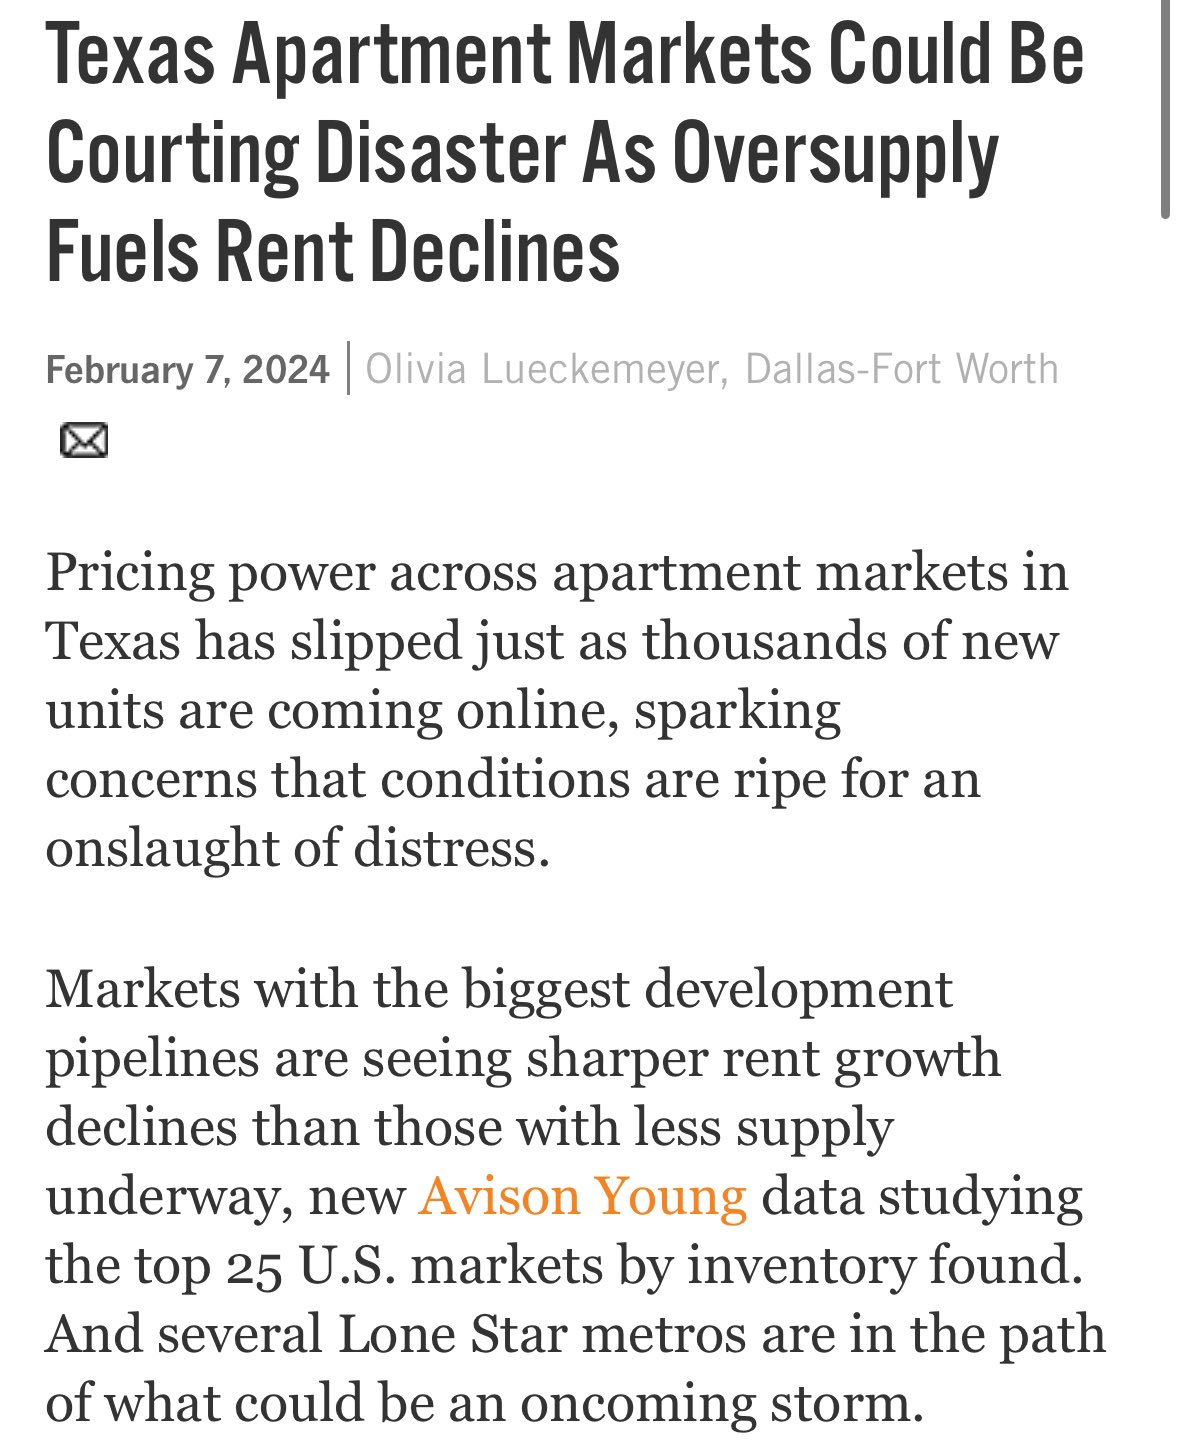 Texas Apartment Markets Could Be
Courting Disaster As Oversupply
Fuels Rent Declines
February 7, 2024 | Olivia Lueckemeyer, Dallas-Fort Worth
Pricing power across apartment markets in
Texas has slipped just as thousands of new
units are coming online, sparking
concerns that conditions are ripe for an
onslaught of distress.
Markets with the biggest development
pipelines are seeing sharper rent growth
declines than those with less supply
underway, new Avison Young data studying
the top 25 U.S. markets by inventory found.
And several Lone Star metros are in the path
of what could be an oncoming storm.